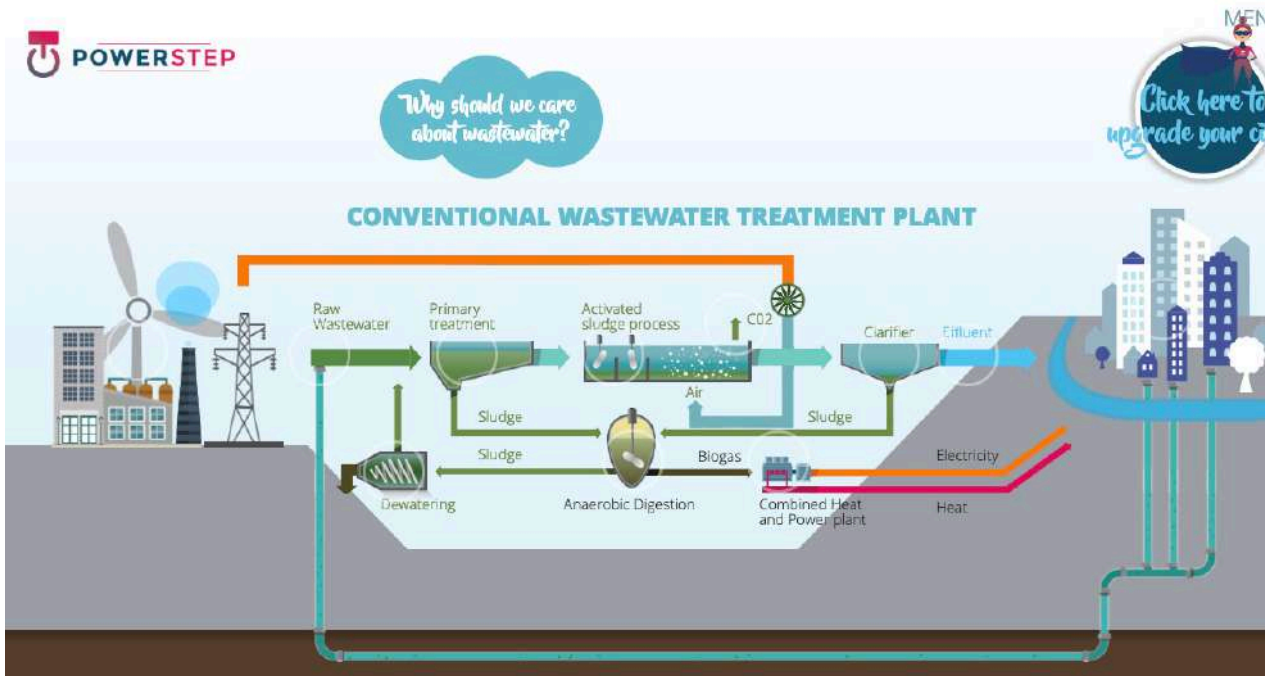 MEN
POWERSTEP
Why should we care
about wastewater?
Click here to
upgrade your c
CONVENTIONAL WASTEWATER TREATMENT PLANT
Raw
Wastewater
Primary
treatment
Activated
sludge process
C02
Clarifier
Effluent
Air
Sludge
Sludge
Sludge
Biogas
Electricity
Dewatering
Anaerobic Digestion
Combined Heat
and Power plant
Heat